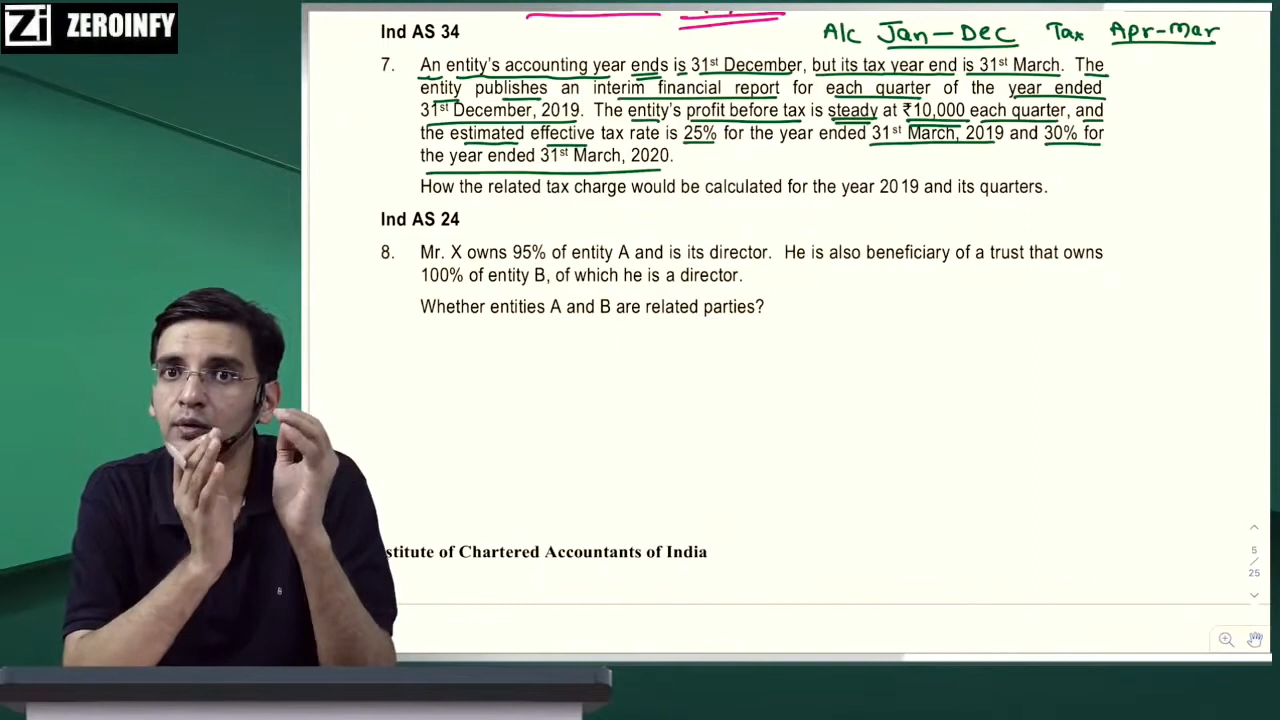 Zi ZEROINFY
Ind AS 34
A/c Jan-Dec Tax Apr-Mar
7. An entity's accounting year ends is 31st December, but its tax year end is 31st March. The
entity publishes an interim financial report for each quarter of the year ended
31st December, 2019. The entity's profit before tax is steady at ₹10,000 each quarter, and
the estimated effective tax rate is 25% for the year ended 31st March, 2019 and 30% for
the year ended 31st March, 2020.
How the related tax charge would be calculated for the year 2019 and its quarters.
Ind AS 24
8. Mr. X owns 95% of entity A and is its director. He is also beneficiary of a trust that owns
100% of entity B, of which he is a director.
Whether entities A and B are related parties?
stitute of Chartered Accountants of India
5
/
25